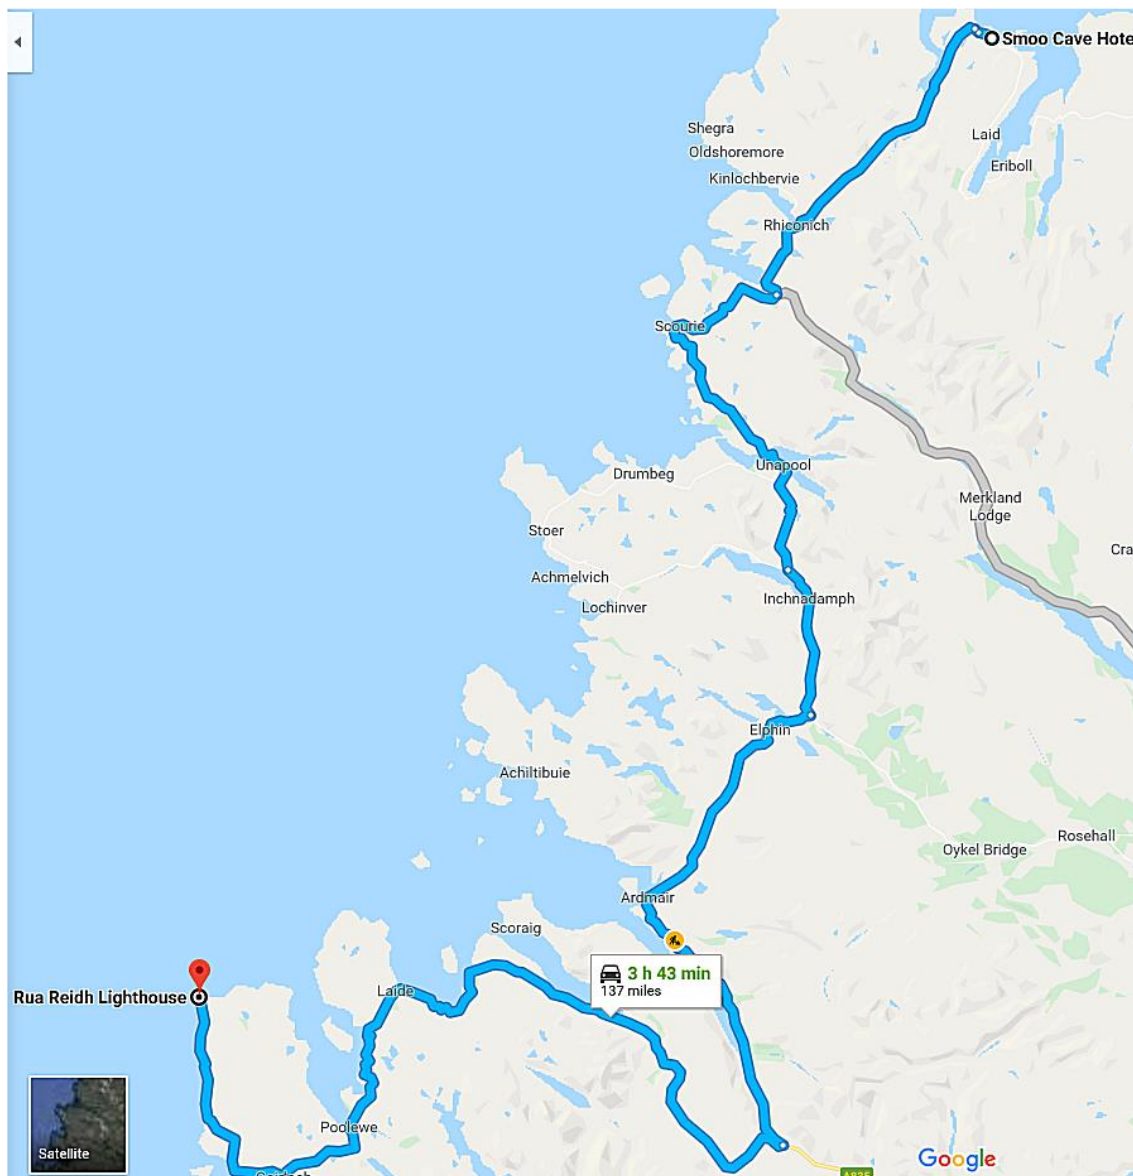 Smoo Cave Hote
Shegra
Oldshoremore
Laid
Eriboll
Kinlochbervie
Rhiconich
Scourie
Unapool
Drumbeg
Merkland
Lodge
Stoer
Cra
Achmelvich
Inchnadamph
Lochinver
Elphin
Achiltibuie
Rosehall
Oykel Bridge
Ardmair
Scoraig
3 h 43 min
137 miles
Laide
Rua Reidh Lighthouse
Poolewe
Satellite
Google
A835